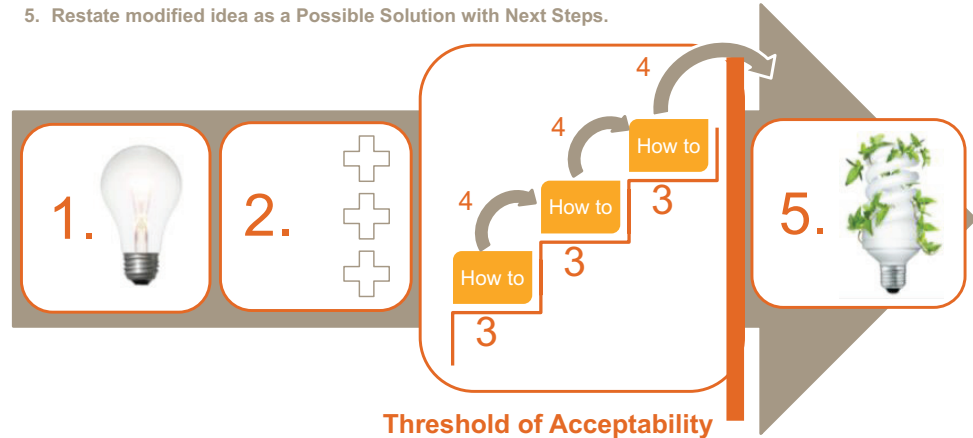 5. Restate modified idea as a Possible Solution with Next Steps.
4
4
How to
3
1.
2.
4
How to
3
5.
How to
3
Threshold of Acceptability